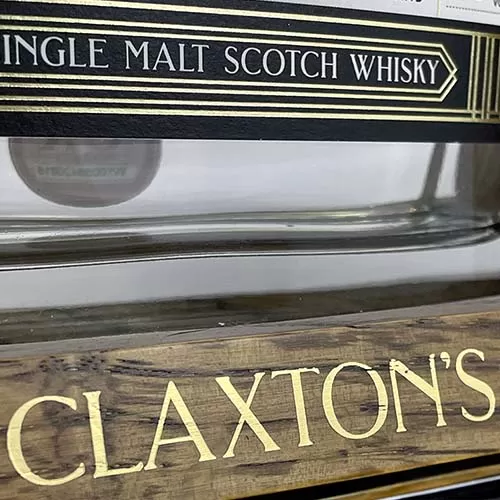 INGLE MALT SCOTCH WHISKY
CLAXTON'S